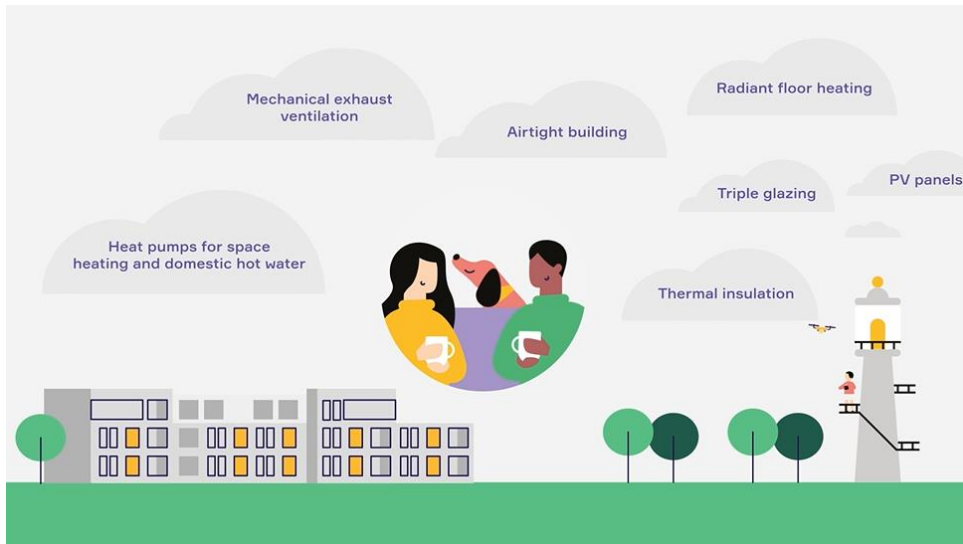 Mechanical exhaust
ventilation
Airtight building
Radiant floor heating
Triple glazing
PV panels
Heat pumps for space
heating and domestic hot water
Thermal insulation